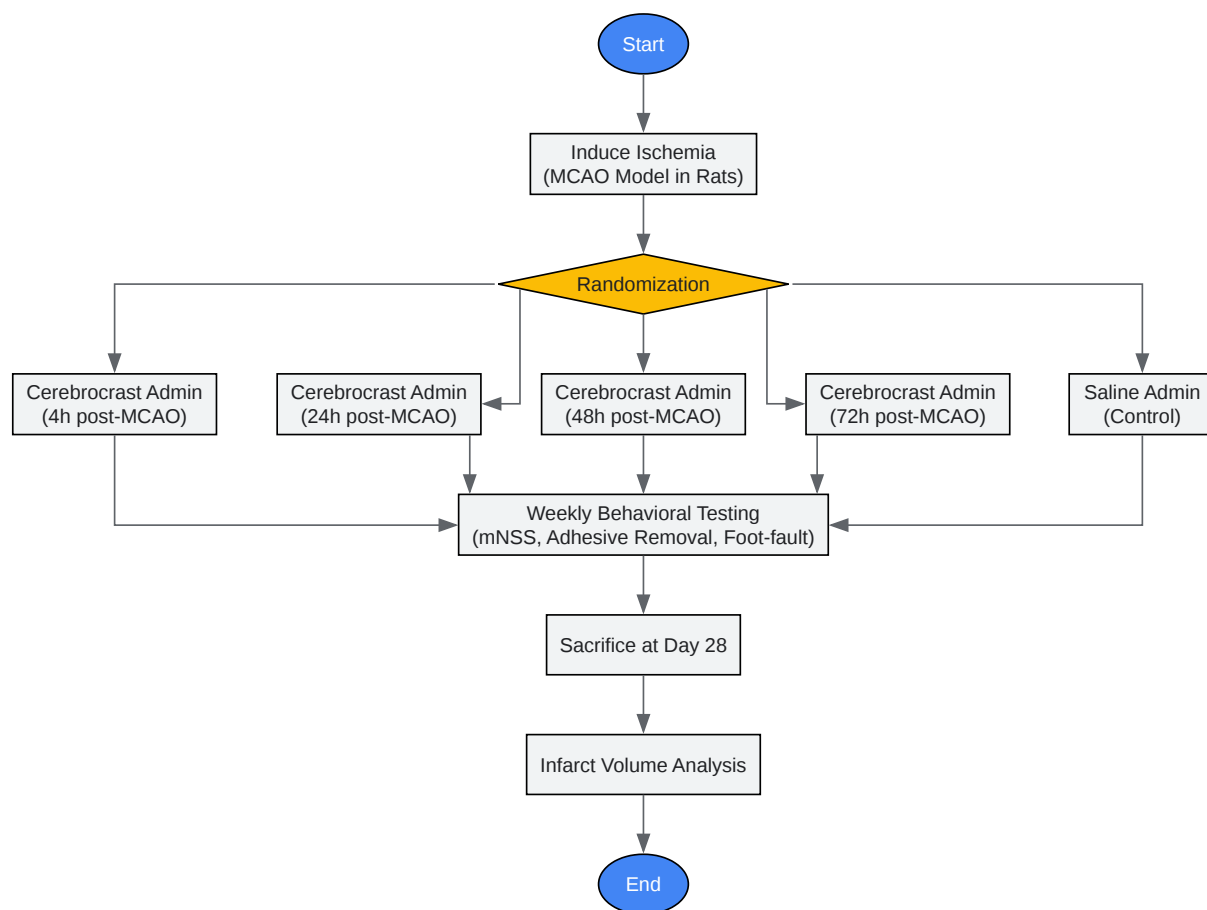 Start
Induce Ischemia
(MCAO Model in Rats)
Randomization
Cerebrocrast Admin
(4h post-MCAO)
Cerebrocrast Admin
(24h post-MCAO)
Cerebrocrast Admin
(48h post-MCAO)
Cerebrocrast Admin
(72h post-MCAO)
Saline Admin
(Control)
Weekly Behavioral Testing
(mNSS, Adhesive Removal, Foot-fault)
Sacrifice at Day 28
Infarct Volume Analysis
End